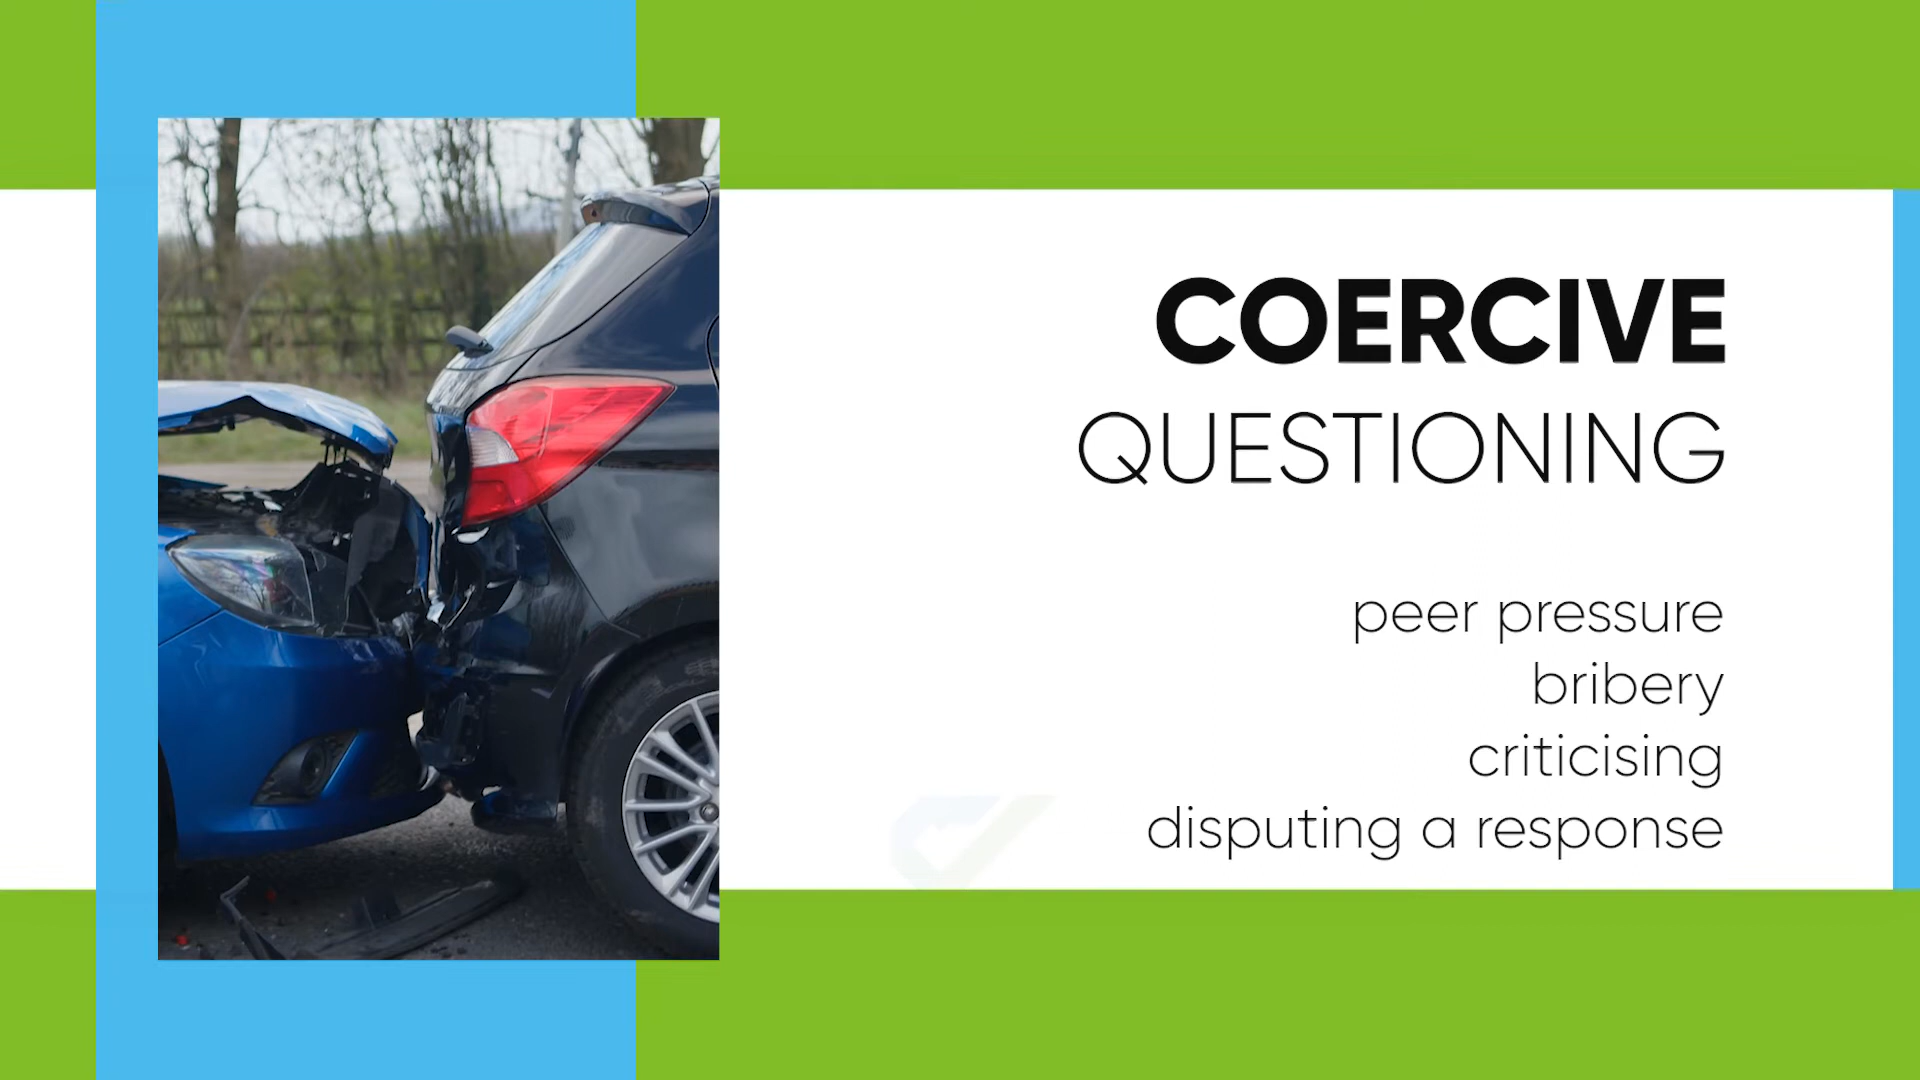 COERCIVE
QUESTIONING
peer pressure
bribery
criticising
disputing a response